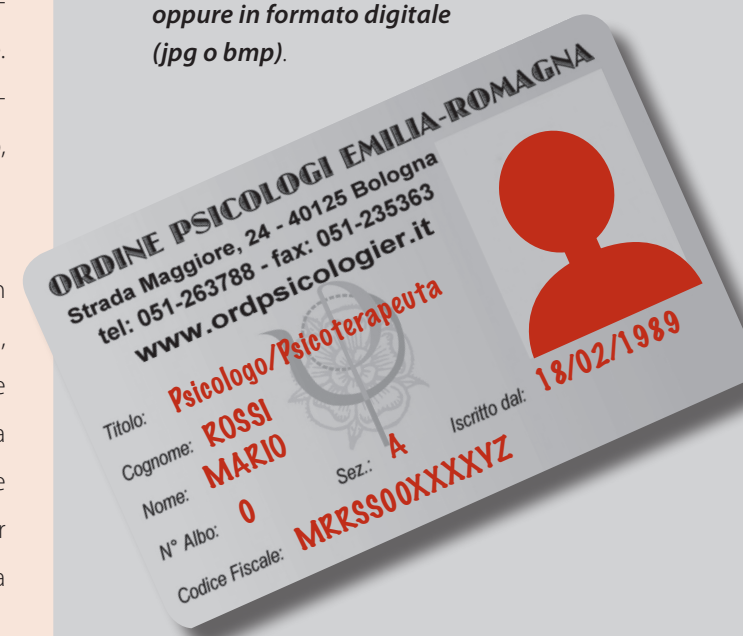 oppure in formato digitale
(jpg o bmp).
ORDINE PSICOLOGI EMILIA-ROMAGNA
Strada Maggiore, 24 - 40125 Bologna
tel: 051-263788 - fax: 051-235363
www.ordpsicologier.it
Titolo: Psicologo/Psicoterapeuta
Cognome: ROSSI
Nome: MARIO
N° Albo: 0 Sez.: A Iscritto dal: 18/02/1989
Codice Fiscale: MRRSS00XXXXYZ